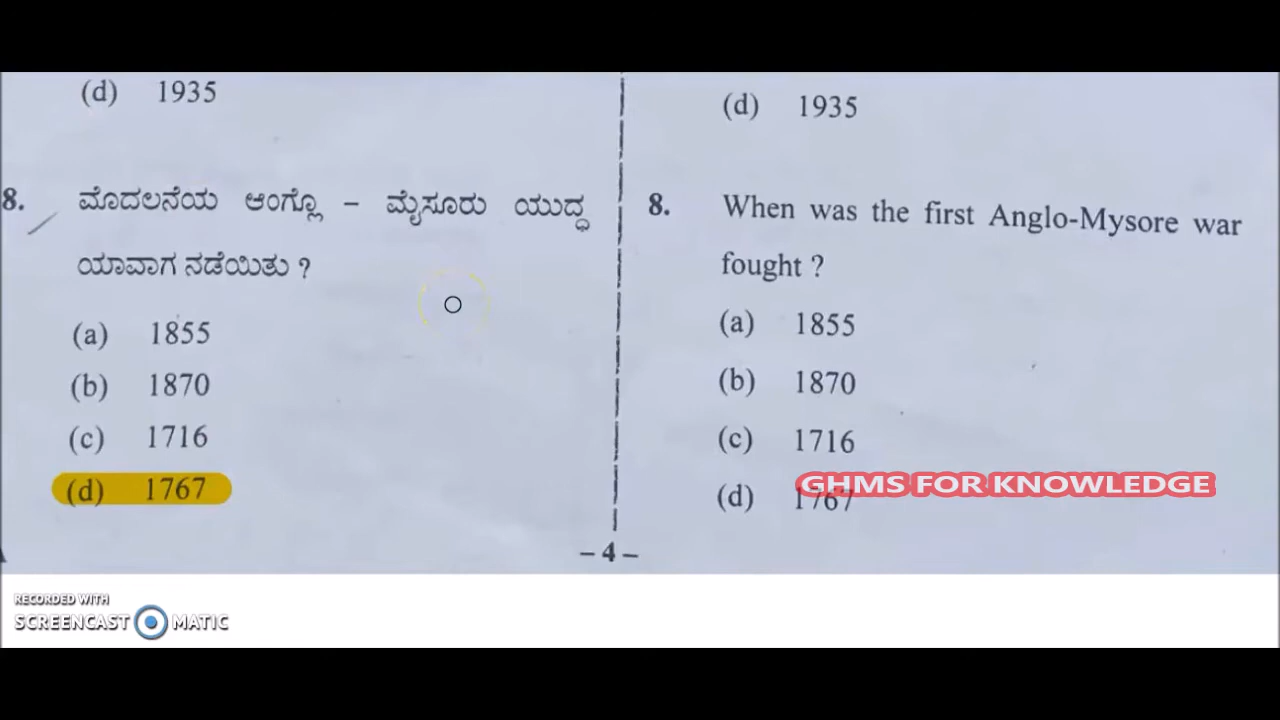 (d) 1935
8. ಮೊದಲನೆಯ ಆಂಗ್ಲೊ – ಮೈಸೂರು ಯುದ್ಧ
ಯಾವಾಗ ನಡೆಯಿತು ?
(a) 1855
(b) 1870
(c) 1716
(d) 1767
(d) 1935
8. When was the first Anglo-Mysore war
fought ?
(a) 1855
(b) 1870
(c) 1716
(d) 1767
GHMS FOR KNOWLEDGE
– 4 –
RECORDED WITH
SCREENCAST MATIC